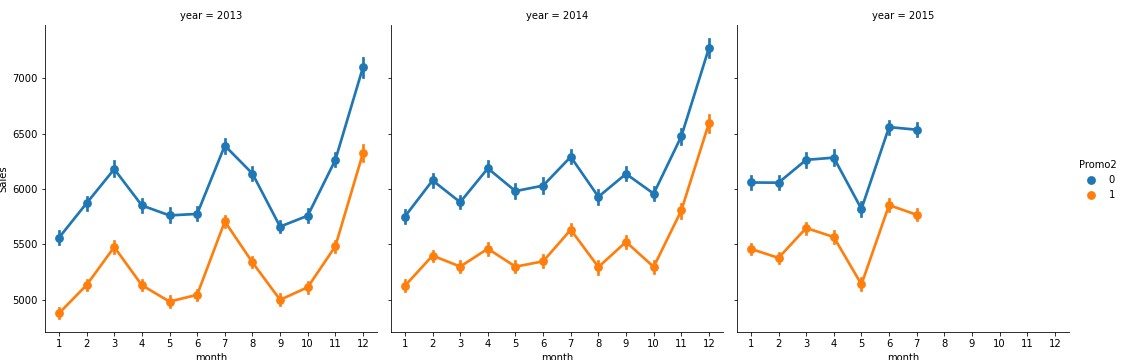 year = 2013
year = 2014
year = 2015
7000
6500
6000
5500
5000
Sales
1 2 3 4 5 6 7 8 9 10 11 12
1 2 3 4 5 6 7 8 9 10 11 12
1 2 3 4 5 6 7 8 9 10 11 12
month
month
month
Promo2
0
1